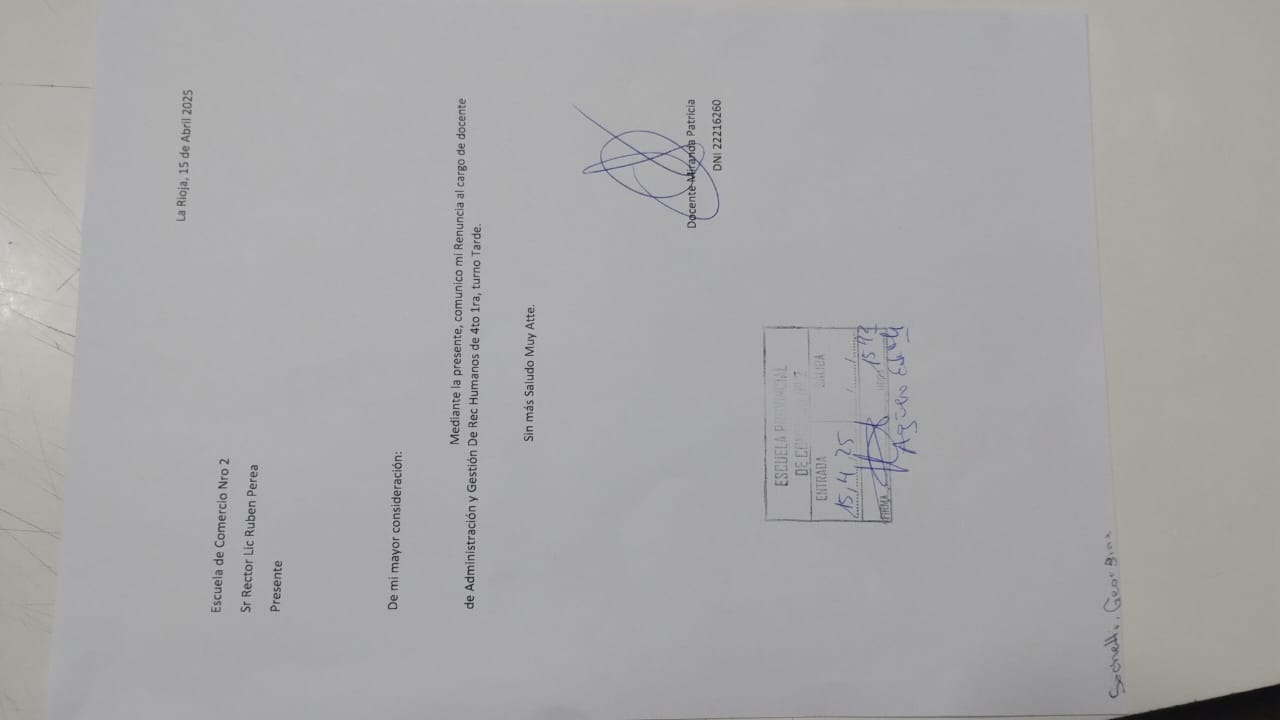 La Rioja, 15 de Abril 2025
Escuela de Comercio Nro 2
Sr Rector Lic Ruben Perea
Presente
De mi mayor consideración:
Mediante la presente, comunico mi Renuncia al cargo de docente
de Administración y Gestión De Rec Humanos de 4to 1ra, turno Tarde.
Sin más Saludo Muy Atte.
Docente Miranda Patricia
DNI 22216260
ESCUELA PROVINCIAL
DE
ENTRADA SALIDA
15,4,25
FIRMA
Georgina